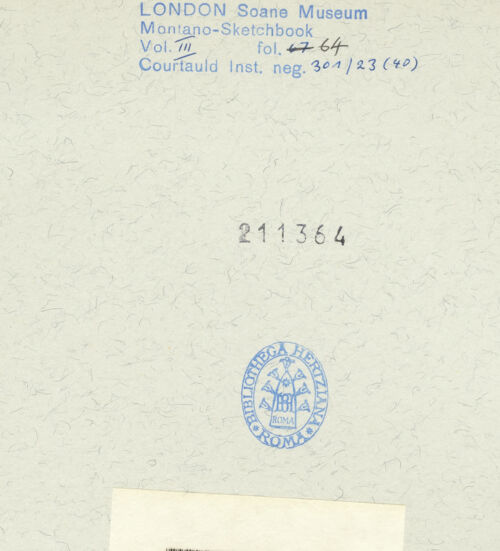 LONDON Soane Museum
Montano-Sketchbook
Vol. III fol. 67 64
Courtauld Inst. neg. 301/23(40)
211364
BIBLIOTHECA HERTZIANA
ROMA
ROMA